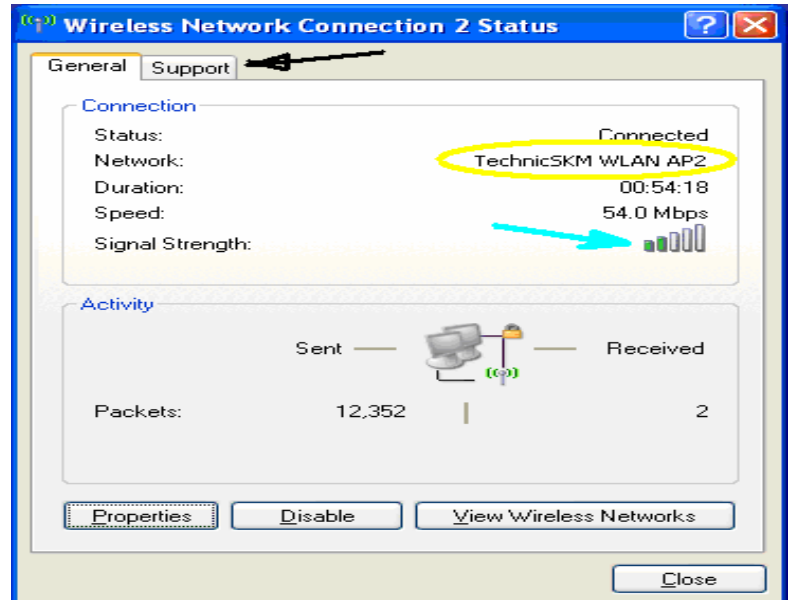 Wireless Network Connection 2 Status
General Support
Connection
Status: Connected
Network: TechnicSKM WLAN AP2
Duration: 00:54:18
Speed: 54.0 Mbps
Signal Strength:
Activity
Sent Received
Packets: 12,352 2
Properties Disable View Wireless Networks
Close